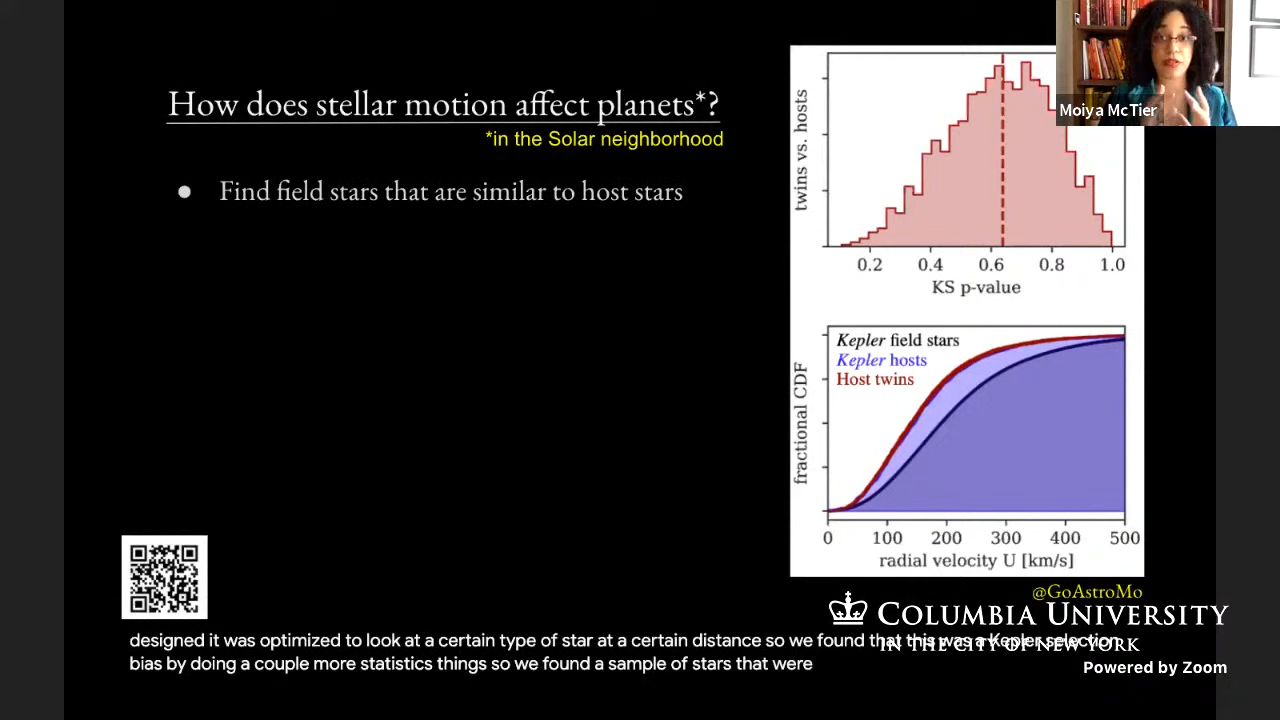 How does stellar motion affect planets*?
*in the Solar neighborhood
● Find field stars that are similar to host stars
twins vs. hosts
0.2 0.4 0.6 0.8 1.0
KS p-value
Moiya McTier
Kepler field stars
Kepler hosts
Host twins
fractional CDF
0 100 200 300 400 500
radial velocity U [km/s]
@GoAstroMo
COLUMBIA UNIVERSITY
IN THE CITY OF NEW YORK
designed it was optimized to look at a certain type of star at a certain distance so we found that this was a Kepler selection
bias by doing a couple more statistics things so we found a sample of stars that were
Powered by Zoom